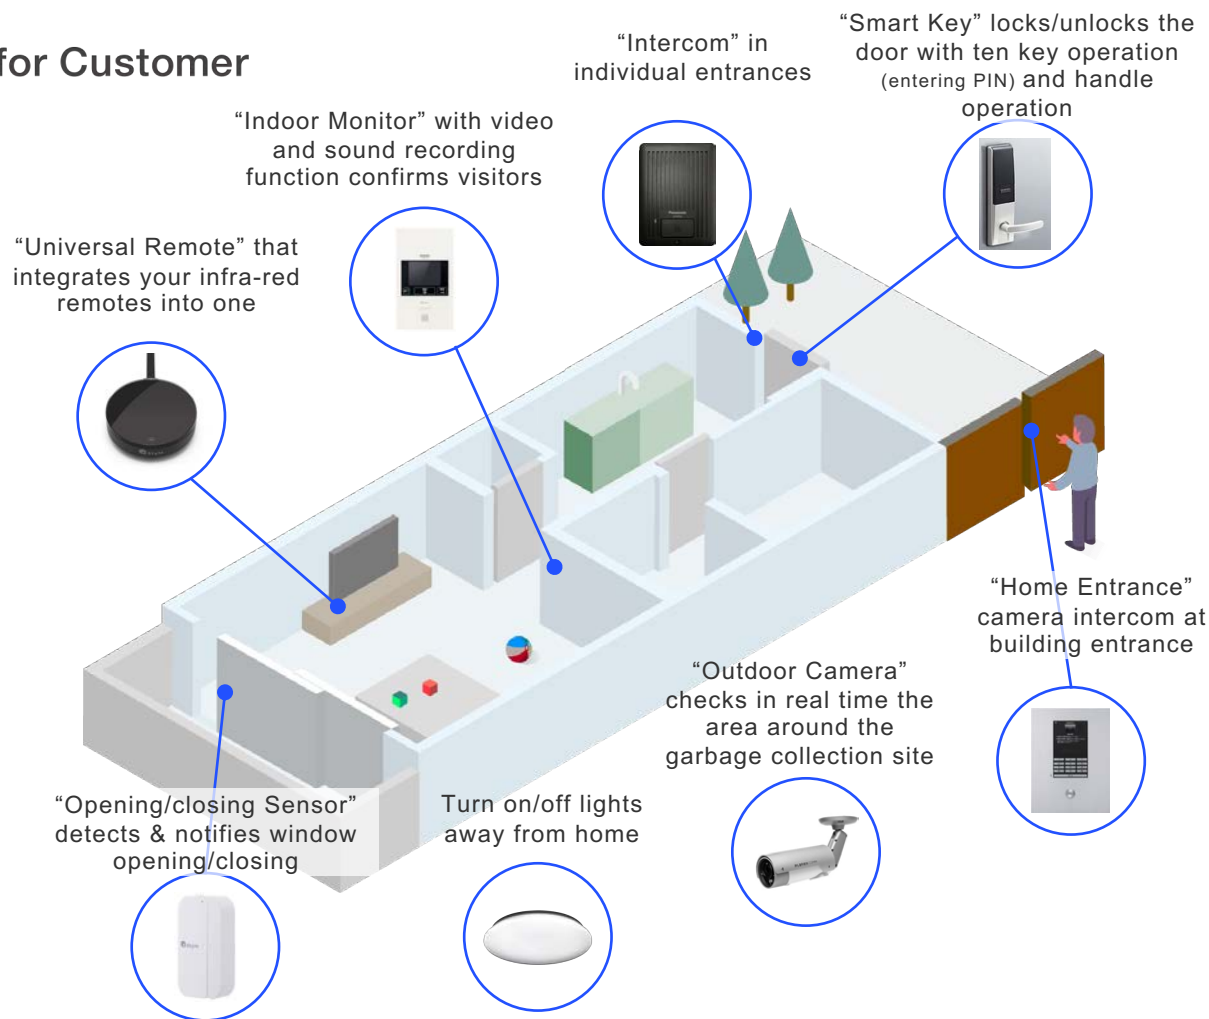 for Customer
“Smart Key” locks/unlocks the
door with ten key operation
(entering PIN) and handle
operation
“Intercom” in
individual entrances
“Indoor Monitor” with video
and sound recording
function confirms visitors
“Universal Remote” that
integrates your infra-red
remotes into one
Panasonic
“Home Entrance”
camera intercom at
building entrance
“Outdoor Camera”
checks in real time the
area around the
garbage collection site
“Opening/closing Sensor”
detects & notifies window
opening/closing
Turn on/off lights
away from home